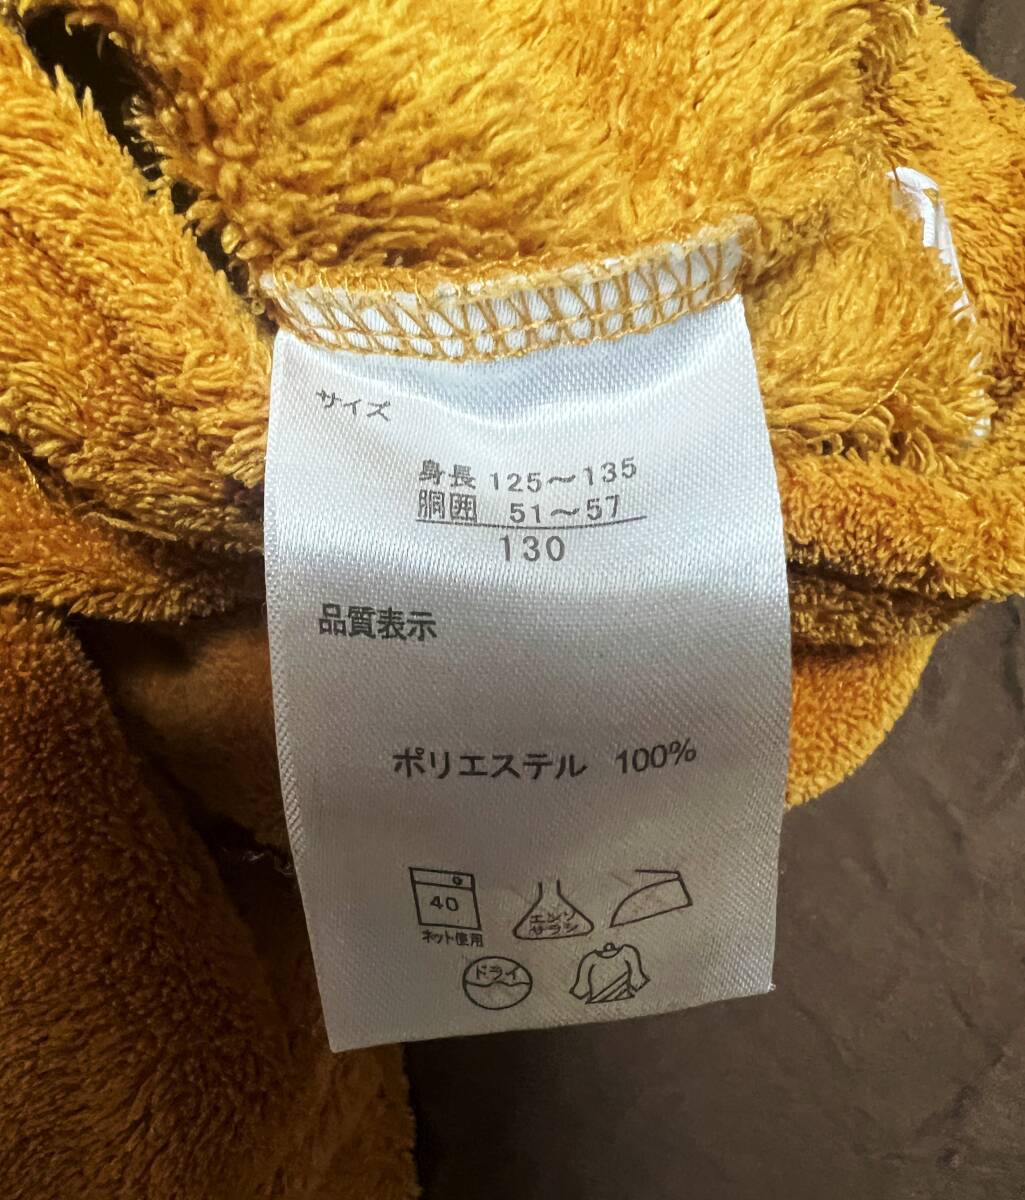 サイズ
身長 125～135
胴囲 51～57
130
品質表示
ポリエステル 100%
40
ネット使用
エンソ
サラシ
ドライ